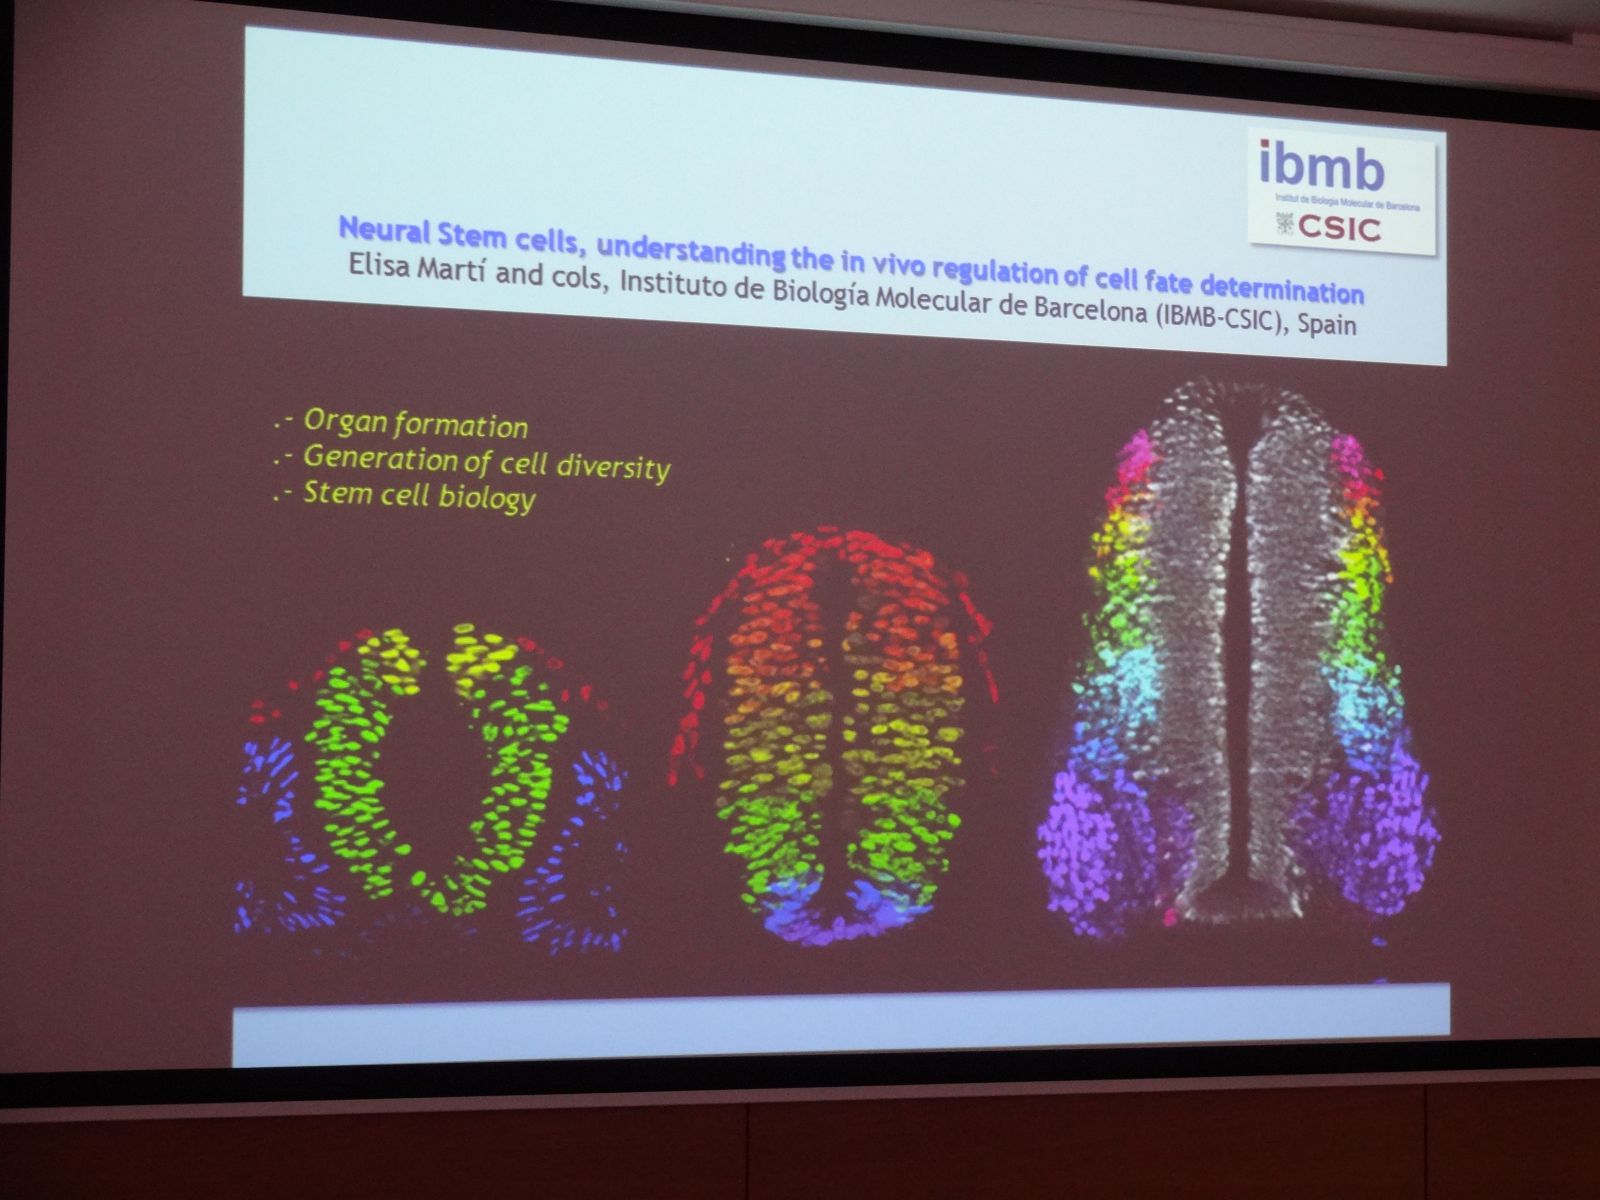 ibmb
Institut de Biologia Molecular de Barcelona
CSIC
Neural Stem cells, understanding the in vivo regulation of cell fate determination
Elisa Martí and cols, Instituto de Biología Molecular de Barcelona (IBMB-CSIC), Spain
.- Organ formation
.- Generation of cell diversity
.- Stem cell biology